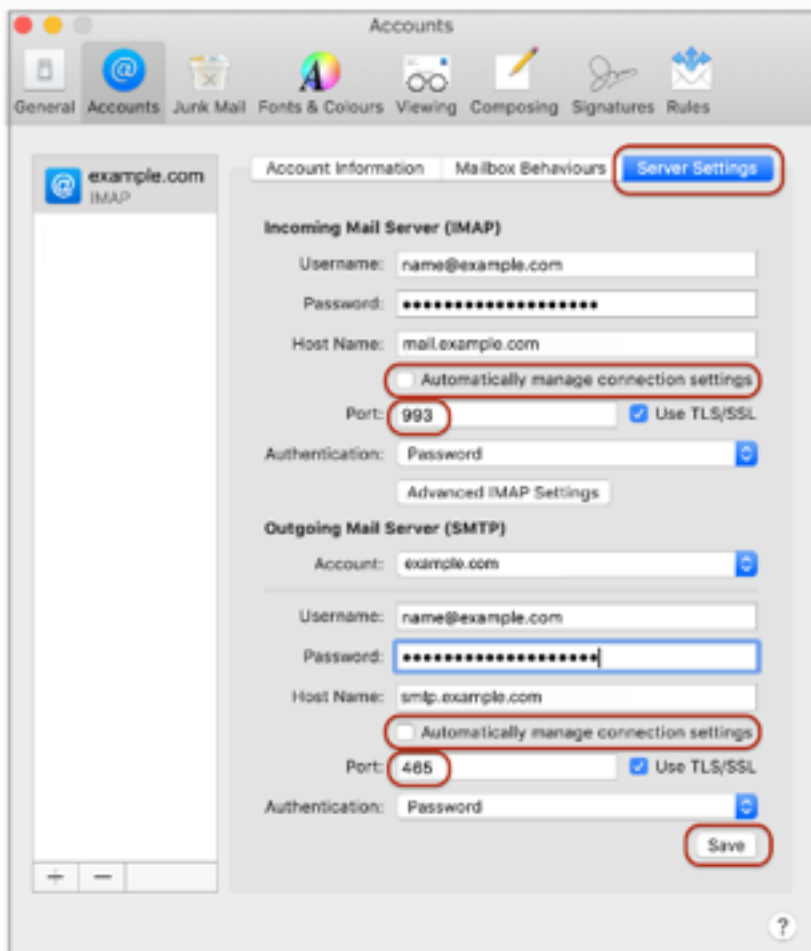 Accounts
General Accounts Junk Mail Fonts & Colours Viewing Composing Signatures Rules
example.com
IMAP
Account Information Mailbox Behaviours Server Settings
Incoming Mail Server (IMAP)
Username: name@example.com
Password: •••••••••••••••••••
Host Name: mail.example.com
Automatically manage connection settings
Port: 993 Use TLS/SSL
Authentication: Password
Advanced IMAP Settings
Outgoing Mail Server (SMTP)
Account: example.com
Username: name@example.com
Password: •••••••••••••••••••
Host Name: smtp.example.com
Automatically manage connection settings
Port: 465 Use TLS/SSL
Authentication: Password
Save
+ −
?